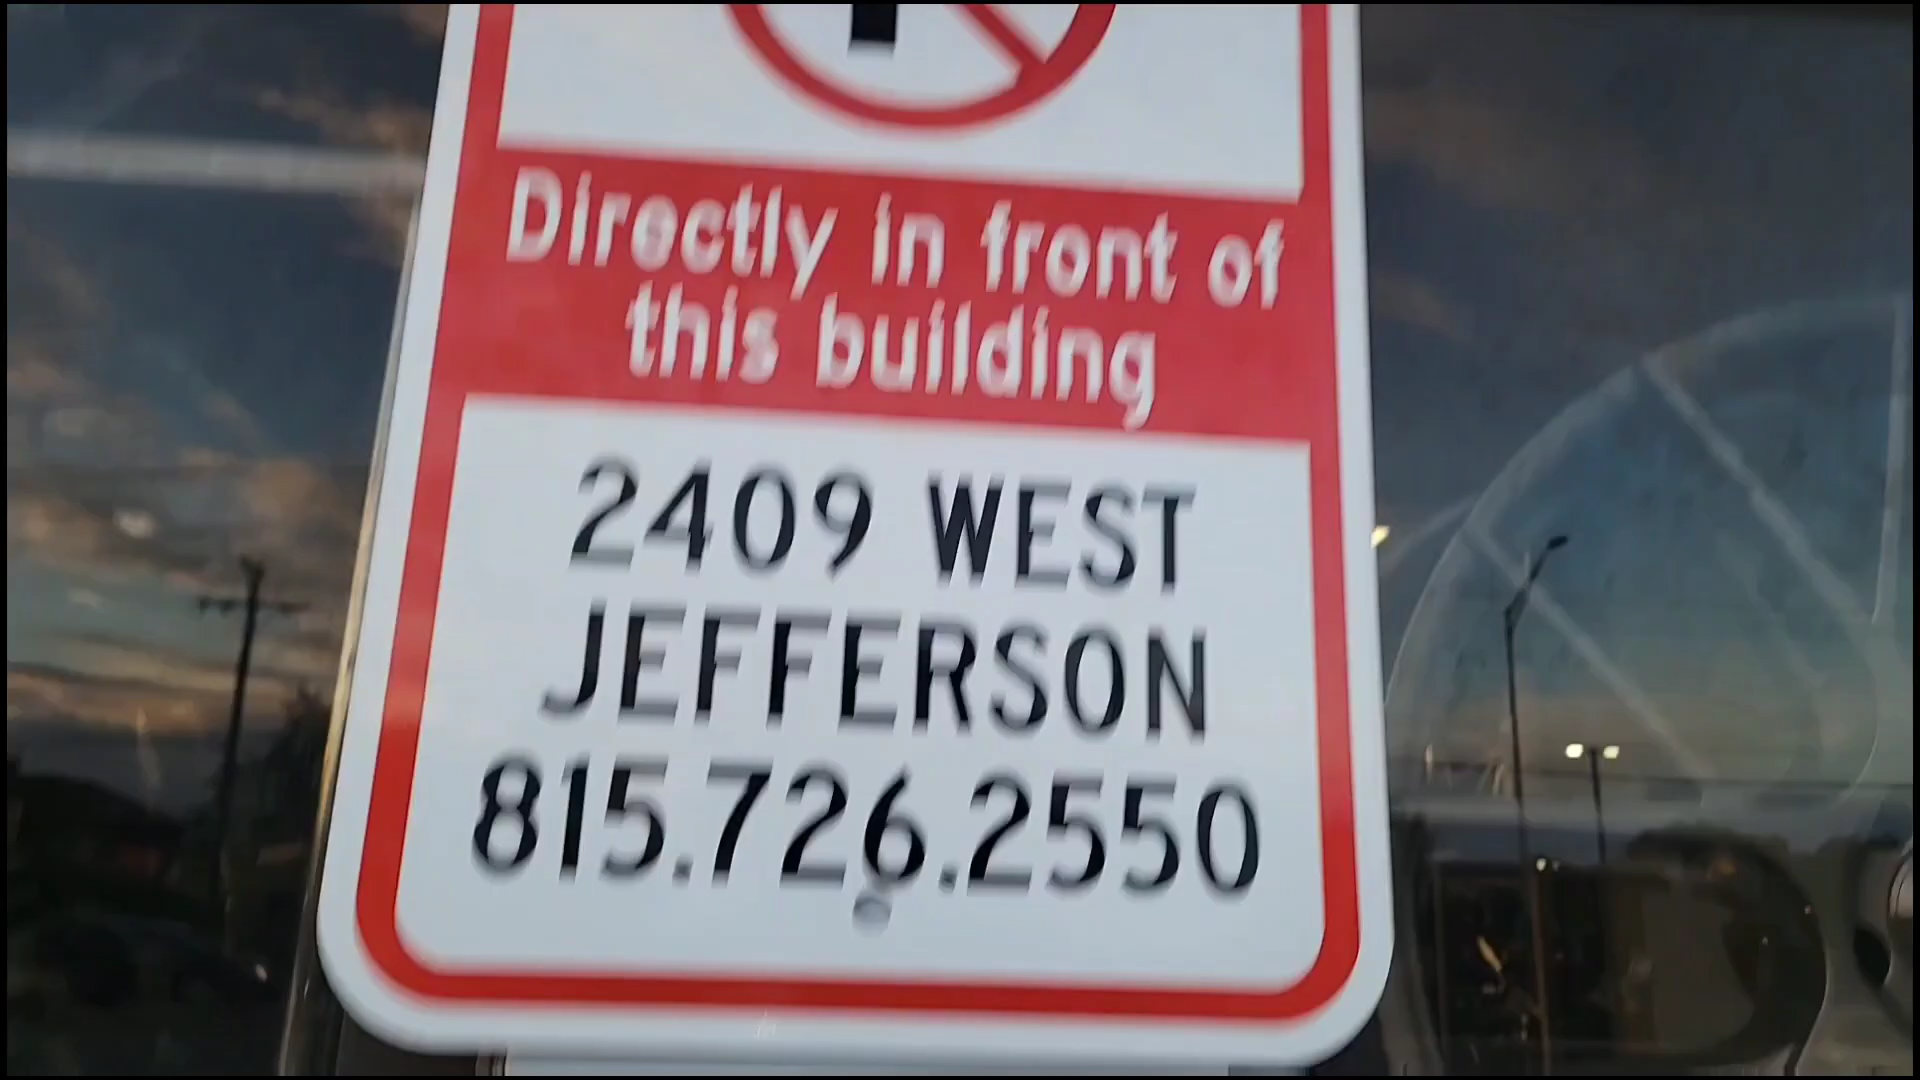 Directly in front of
this building
2409 WEST
JEFFERSON
815.726.2550